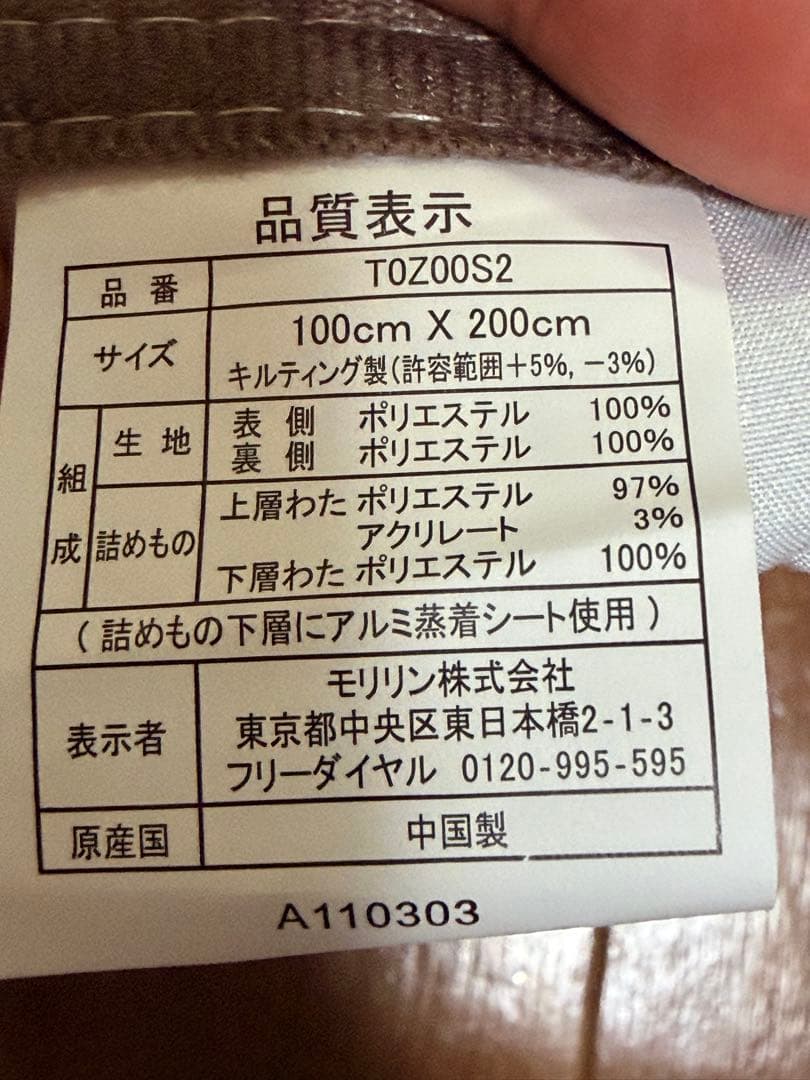 品質表示
品番 TOZ00S2
サイズ 100cm X 200cm
キルティング製(許容範囲+5%, -3%)
組成 生地 表側 ポリエステル 100%
裏側 ポリエステル 100%
詰めもの 上層わた ポリエステル 97%
アクリレート 3%
下層わた ポリエステル 100%
(詰めもの下層にアルミ蒸着シート使用)
表示者 モリリン株式会社
東京都中央区東日本橋2-1-3
フリーダイヤル 0120-995-595
原産国 中国製
A110303